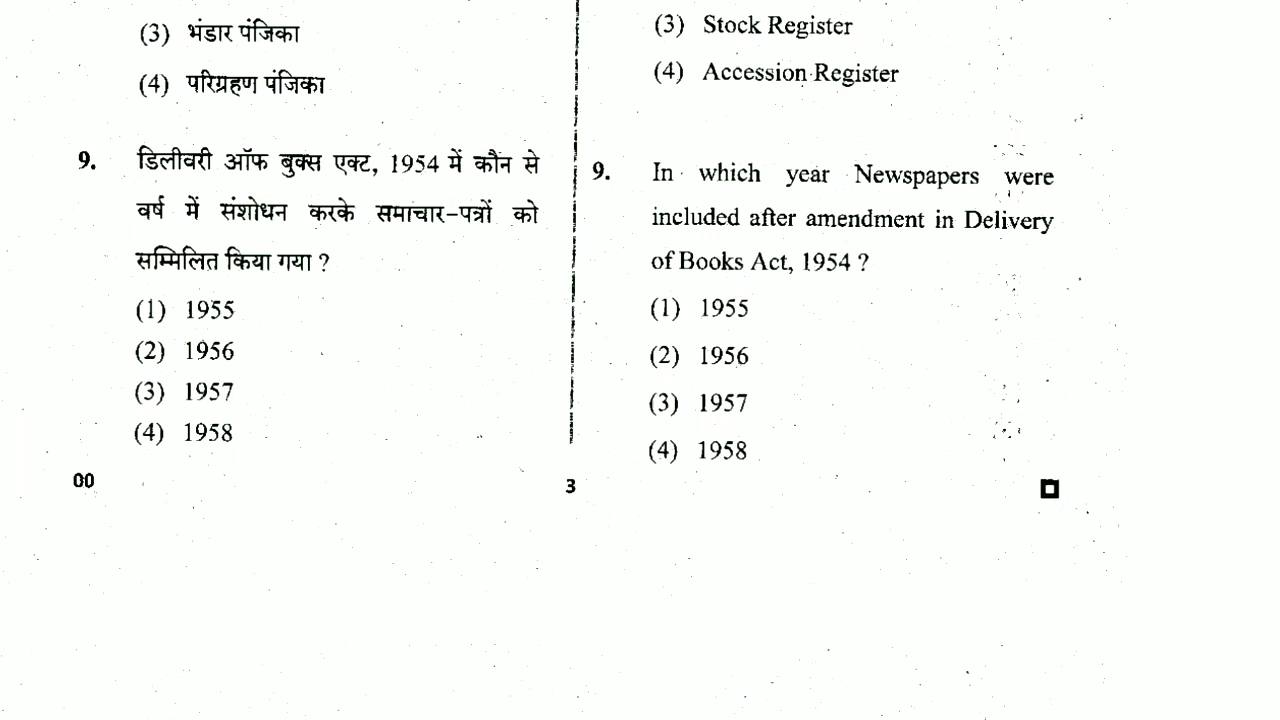 (3) भंडार पंजिका
(4) परिग्रहण पंजिका
9. डिलीवरी ऑफ बुक्स एक्ट, 1954 में कौन से
वर्ष में संशोधन करके समाचार-पत्रों को
सम्मिलित किया गया ?
(1) 1955
(2) 1956
(3) 1957
(4) 1958
(3) Stock Register
(4) Accession Register
9. In which year Newspapers were
included after amendment in Delivery
of Books Act, 1954 ?
(1) 1955
(2) 1956
(3) 1957
(4) 1958
00
3